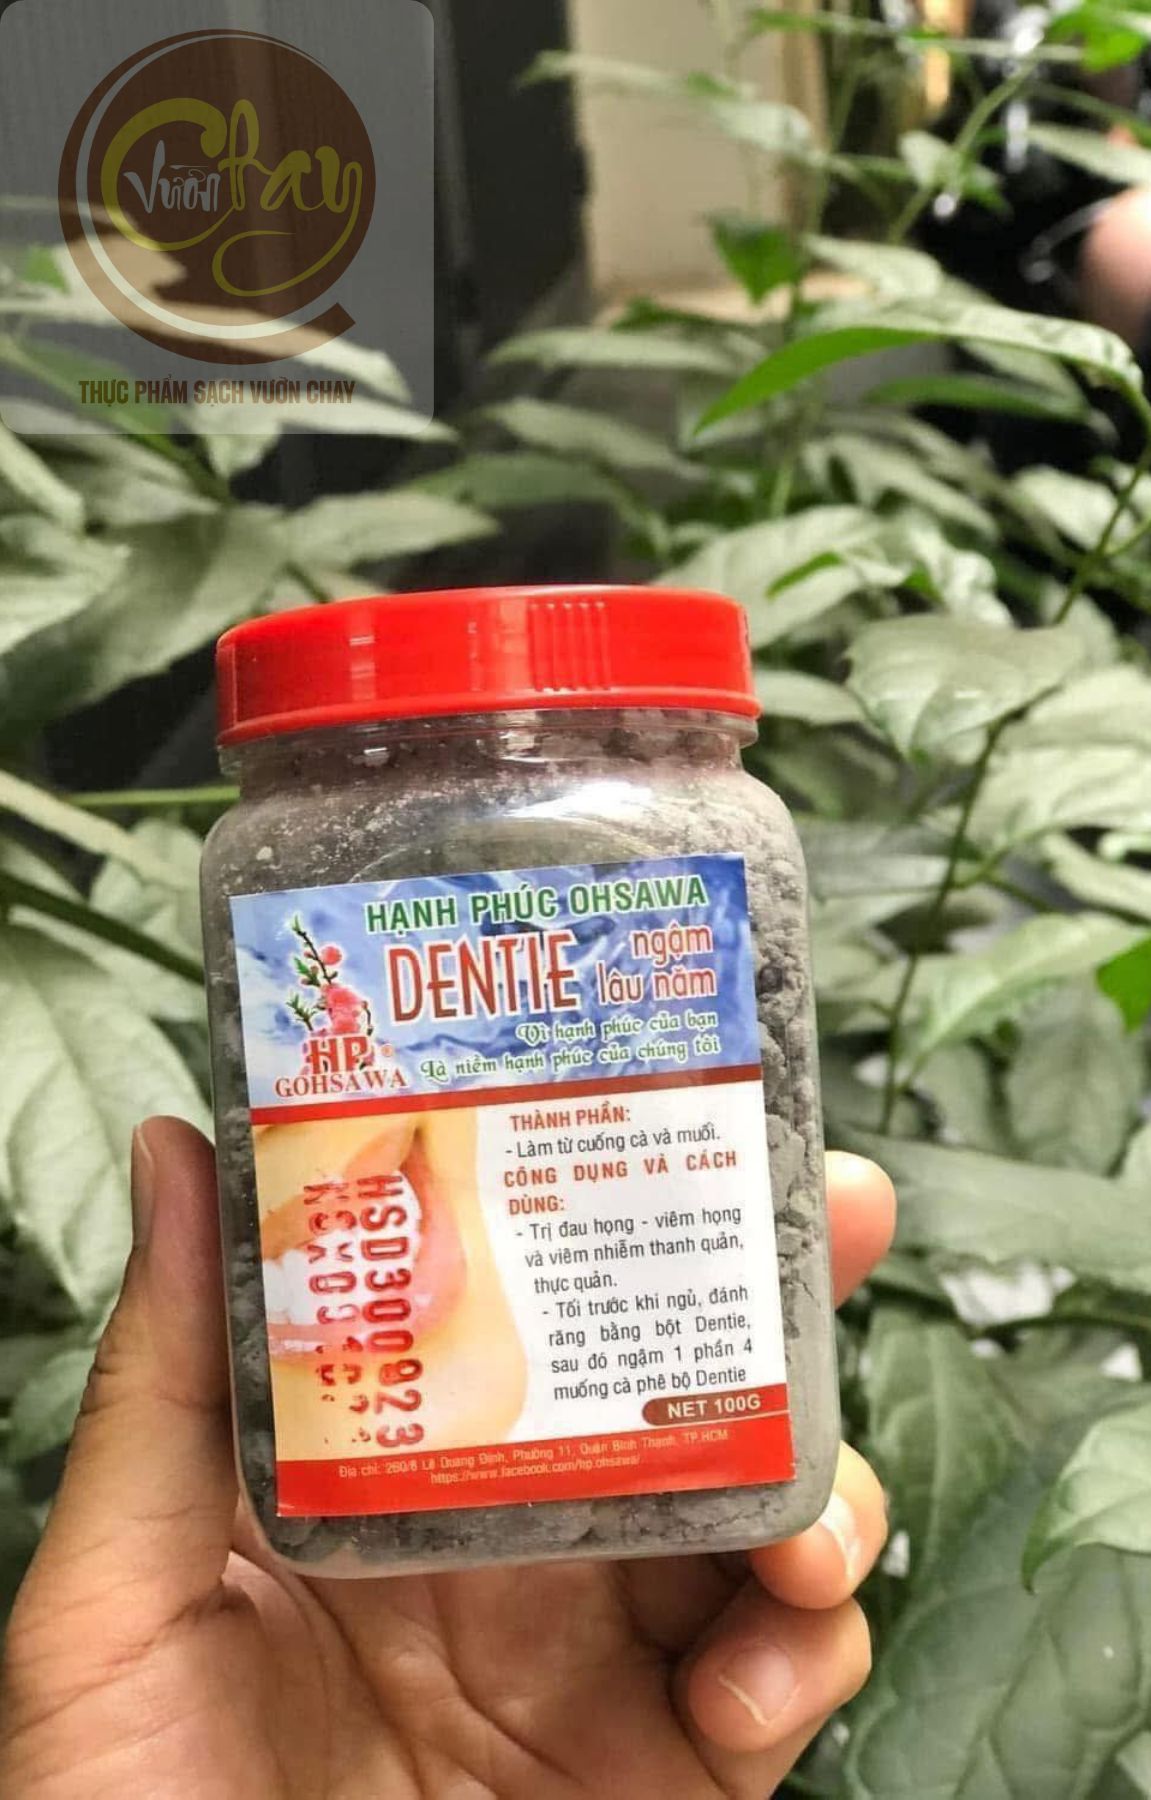 Vườn Chay
THỰC PHẨM SẠCH VƯỜN CHAY
HẠNH PHÚC OHSAWA
DENTIE ngậm
lâu năm
Vì hạnh phúc của bạn
Là niềm hạnh phúc của chúng tôi
HP ®
GOHSAWA
THÀNH PHẦN:
- Làm từ cuống cà và muối.
CÔNG DỤNG VÀ CÁCH
DÙNG:
- Trị đau họng - viêm họng
và viêm nhiễm thanh quản,
thực quản.
- Tối trước khi ngủ, đánh
răng bằng bột Dentie,
sau đó ngậm 1 phần 4
muống cà phê bộ Dentie
HSD300923
NET 100G
Địa chỉ: 260/8 Lê Quang Định, Phường 11, Quận Bình Thạnh, TP.HCM
https://www.facebook.com/hp.ohsawa/